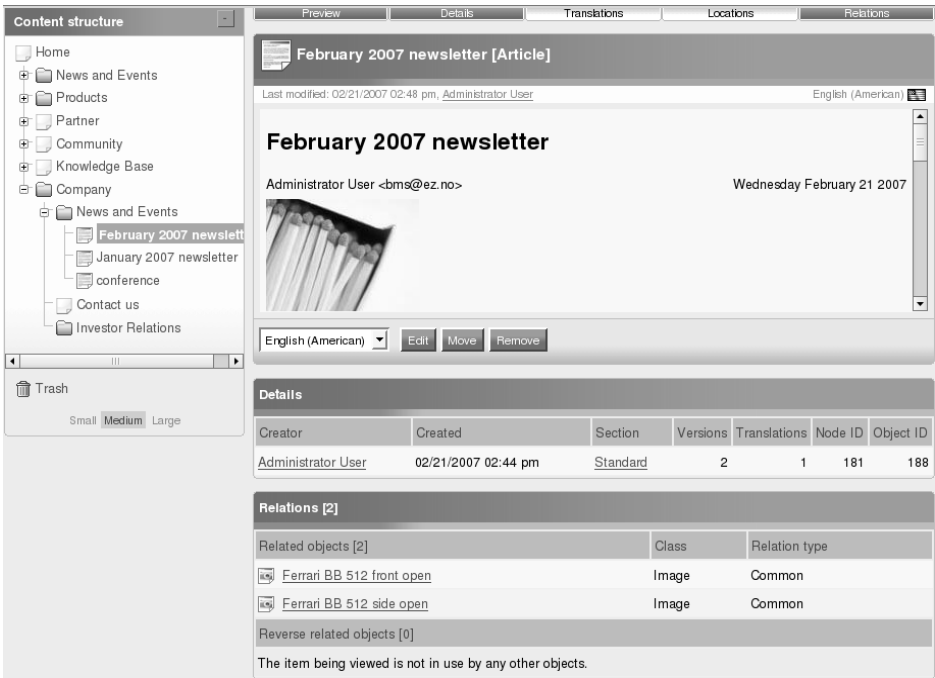 Content structure
-
Home
News and Events
Products
Partner
Community
Knowledge Base
Company
News and Events
February 2007 newslett
January 2007 newsletter
conference
Contact us
Investor Relations
Trash
Small Medium Large
Preview Details Translations Locations Relations
February 2007 newsletter [Article]
Last modified: 02/21/2007 02:48 pm, Administrator User English (American)
February 2007 newsletter
Administrator User <bms@ez.no> Wednesday February 21 2007
English (American) Edit Move Remove
Details
Creator Created Section Versions Translations Node ID Object ID
Administrator User 02/21/2007 02:44 pm Standard 2 1 181 188
Relations [2]
Related objects [2] Class Relation type
Ferrari BB 512 front open Image Common
Ferrari BB 512 side open Image Common
Reverse related objects [0]
The item being viewed is not in use by any other objects.